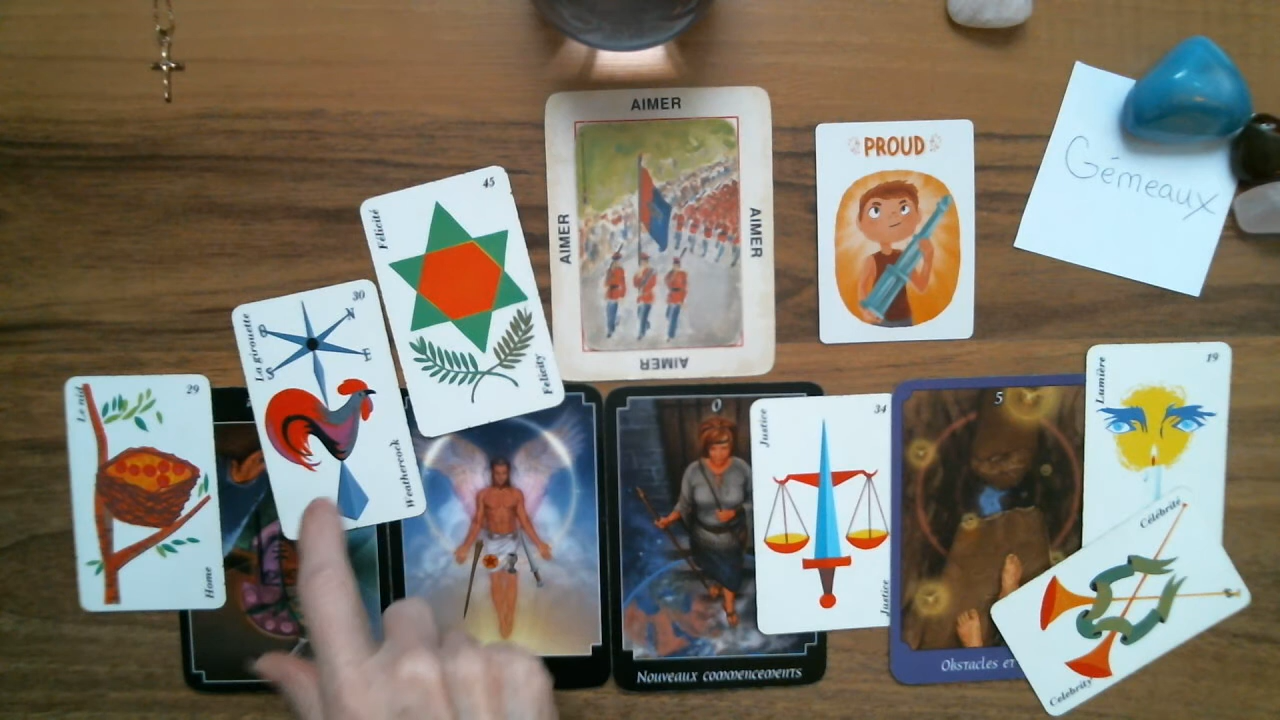 AIMER
AIMER
AIMER
AIMER
PROUD
Gémeaux
45
Félicité
Felicity
30
La girouette
N
E
S
Weathercock
29
Le nid
Home
0
Nouveaux commencements
34
Justice
Justice
5
Obstacles et
19
Lumière
Célébrité
Celebrity